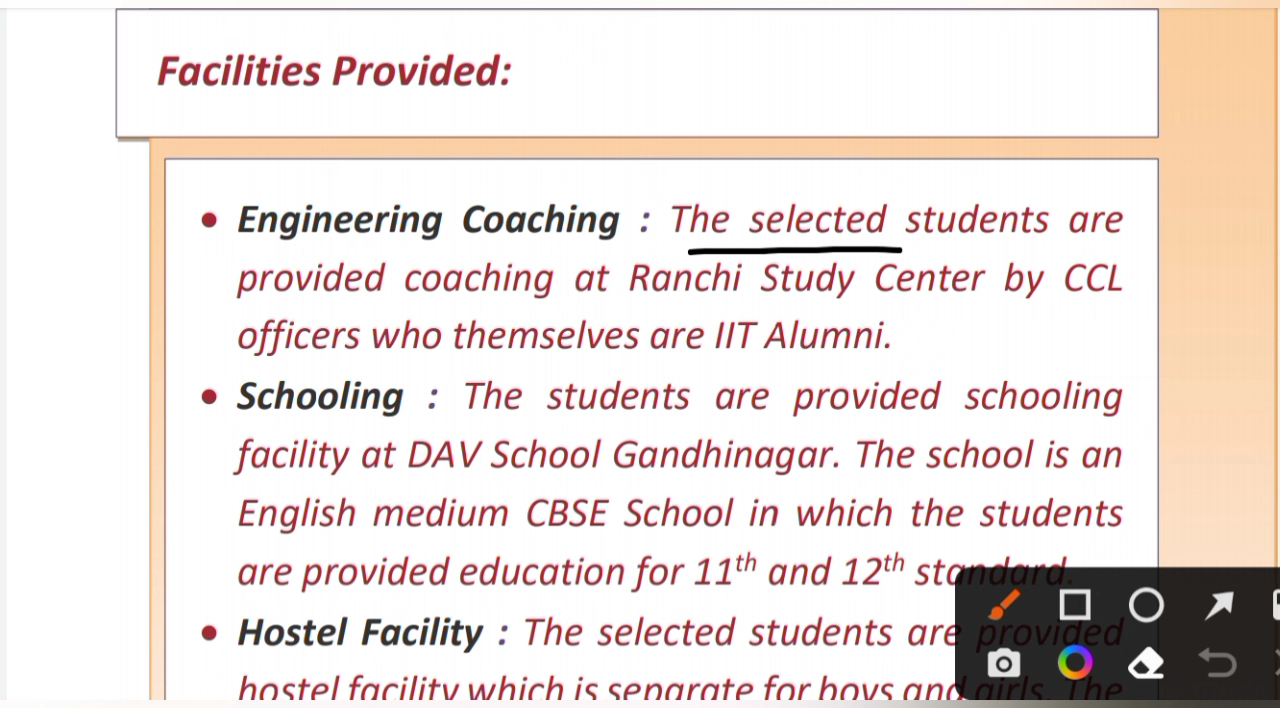 Facilities Provided:
• Engineering Coaching : The selected students are
provided coaching at Ranchi Study Center by CCL
officers who themselves are IIT Alumni.
• Schooling : The students are provided schooling
facility at DAV School Gandhinagar. The school is an
English medium CBSE School in which the students
are provided education for 11th and 12th standard.
• Hostel Facility : The selected students are provided
hostel facility which is separate for boys and girls. The